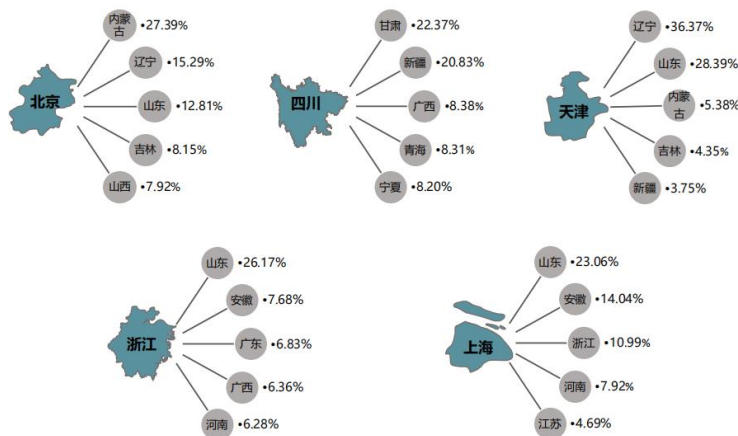 内蒙古 •27.39%
辽宁 •15.29%
北京
山东 •12.81%
吉林 •8.15%
山西 •7.92%
甘肃 •22.37%
新疆 •20.83%
四川
广西 •8.38%
青海 •8.31%
宁夏 •8.20%
辽宁 •36.37%
山东 •28.39%
天津
内蒙古 •5.38%
吉林 •4.35%
新疆 •3.75%
山东 •26.17%
安徽 •7.68%
浙江
广东 •6.83%
广西 •6.36%
河南 •6.28%
山东 •23.06%
安徽 •14.04%
上海
浙江 •10.99%
河南 •7.92%
江苏 •4.69%